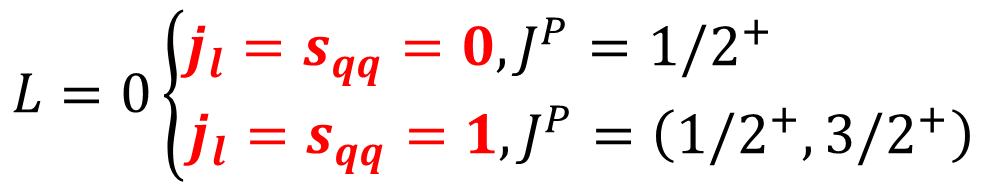 L = 0 { j_l = s_qq = 0, J^P = 1/2^+
j_l = s_qq = 1, J^P = (1/2^+, 3/2^+)